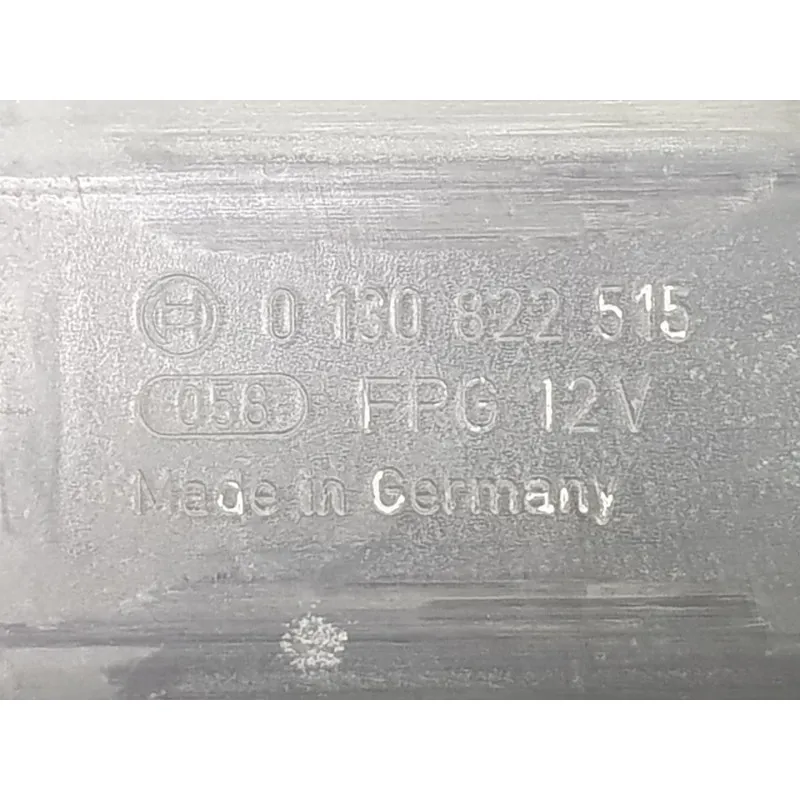 0 130 822 515
058 FPG 12V
Made in Germany